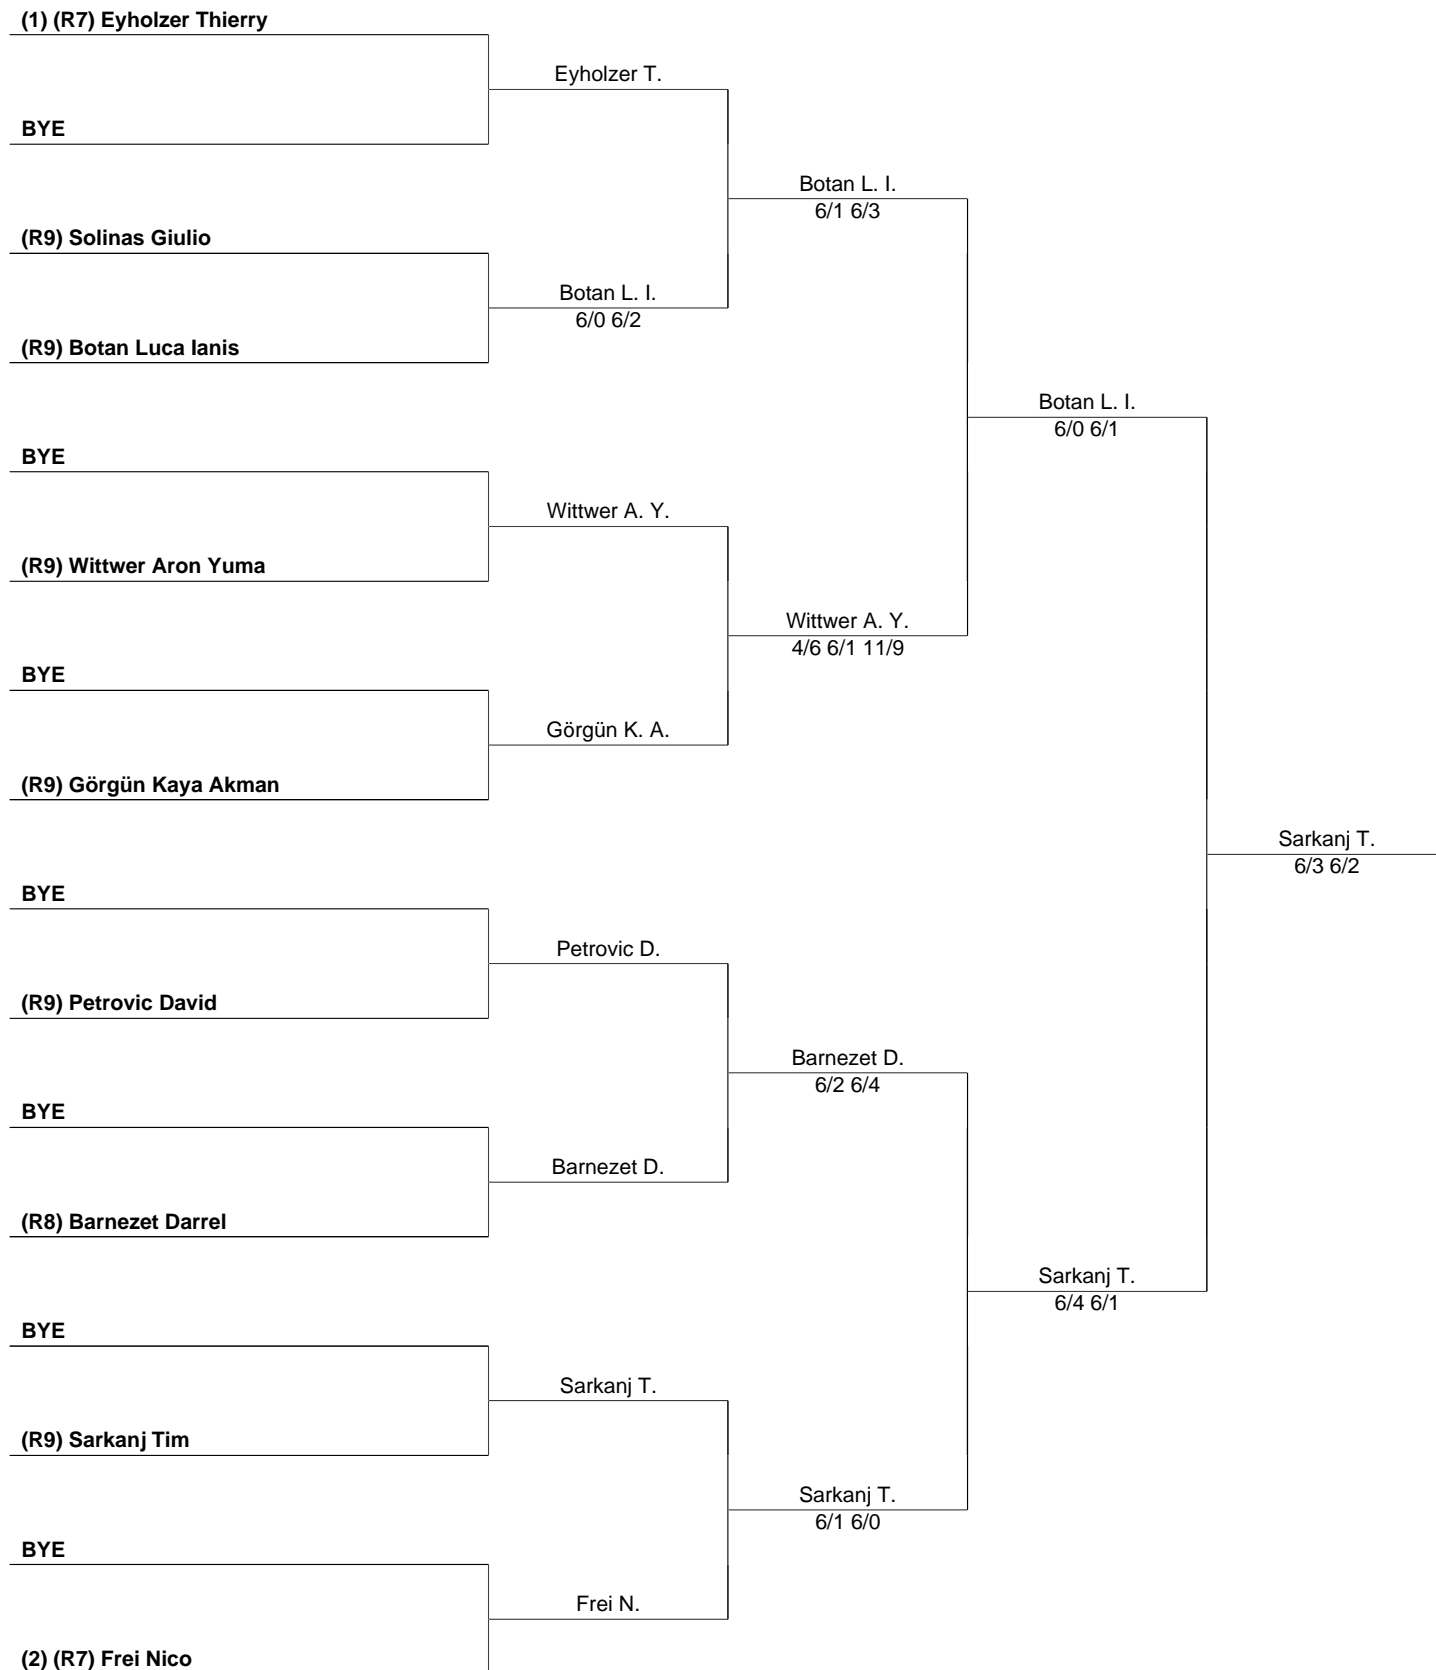 (1) (R7) Eyholzer Thierry
Eyholzer T.
BYE
Botan L. I.
6/1 6/3
(R9) Solinas Giulio
Botan L. I.
6/0 6/2
(R9) Botan Luca Ianis
Botan L. I.
6/0 6/1
BYE
Wittwer A. Y.
(R9) Wittwer Aron Yuma
Wittwer A. Y.
4/6 6/1 11/9
BYE
Görgün K. A.
(R9) Görgün Kaya Akman
Sarkanj T.
6/3 6/2
BYE
Petrovic D.
(R9) Petrovic David
Barnezet D.
6/2 6/4
BYE
Barnezet D.
(R8) Barnezet Darrel
Sarkanj T.
6/4 6/1
BYE
Sarkanj T.
(R9) Sarkanj Tim
Sarkanj T.
6/1 6/0
BYE
Frei N.
(2) (R7) Frei Nico